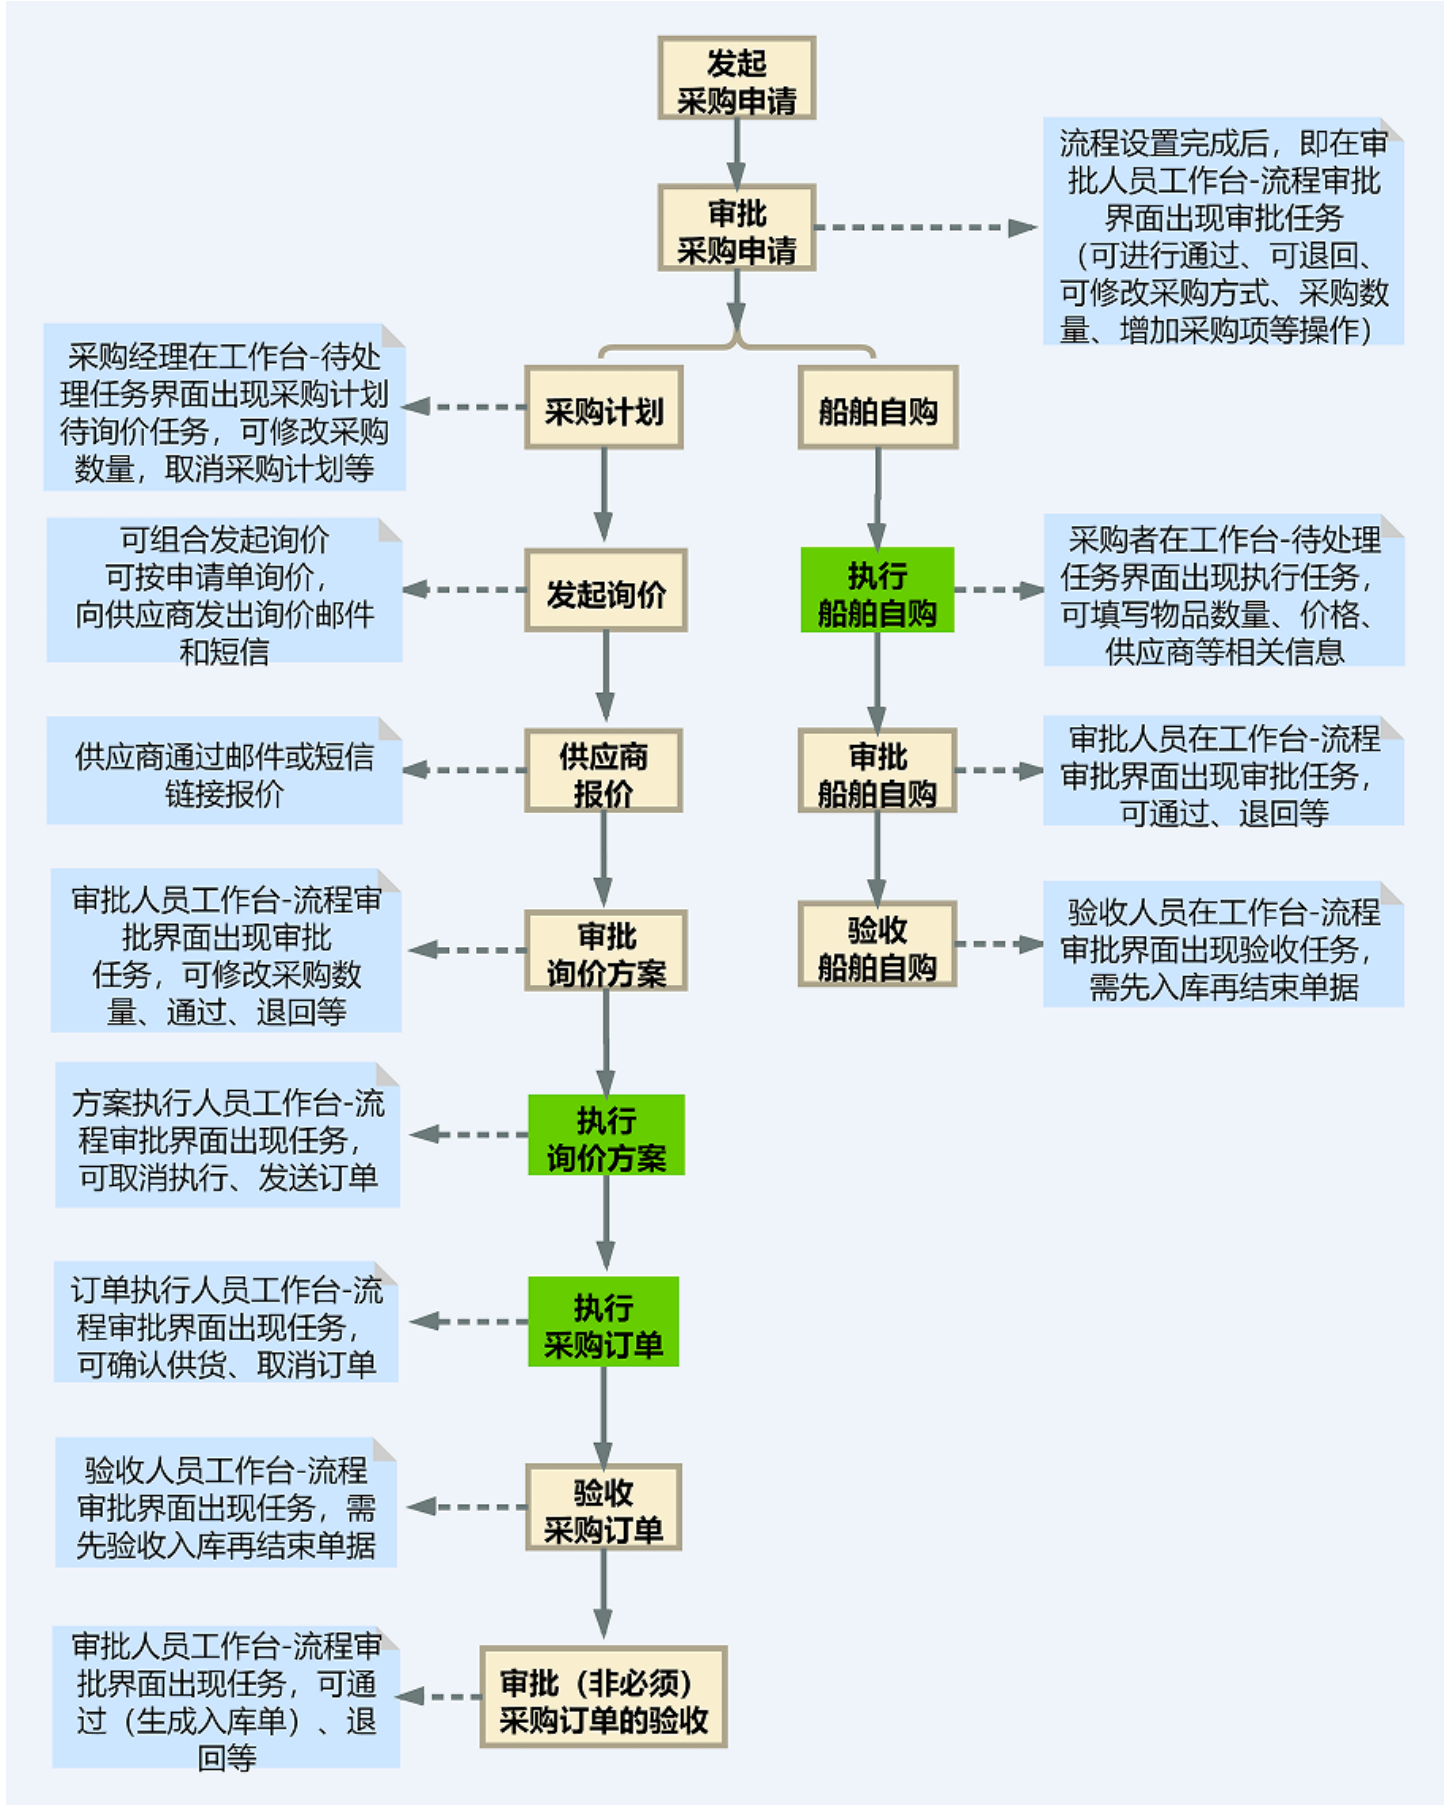 发起
采购申请
审批
采购申请
流程设置完成后，即在审
批人员工作台-流程审批
界面出现审批任务
（可进行通过、可退回、
可修改采购方式、采购数
量、增加采购项等操作）
采购计划
采购经理在工作台-待处
理任务界面出现采购计划
待询价任务，可修改采购
数量，取消采购计划等
发起询价
可组合发起询价
可按申请单询价，
向供应商发出询价邮件
和短信
供应商
报价
供应商通过邮件或短信
链接报价
审批
询价方案
审批人员工作台-流程审
批界面出现审批
任务，可修改采购数
量、通过、退回等
执行
询价方案
方案执行人员工作台-流
程审批界面出现任务，
可取消执行、发送订单
执行
采购订单
订单执行人员工作台-流
程审批界面出现任务，
可确认供货、取消订单
验收
采购订单
验收人员工作台-流程
审批界面出现任务，需
先验收入库再结束单据
审批（非必须）
采购订单的验收
审批人员工作台-流程审
批界面出现任务，可通
过（生成入库单）、退
回等
船舶自购
执行
船舶自购
采购者在工作台-待处理
任务界面出现执行任务，
可填写物品数量、价格、
供应商等相关信息
审批
船舶自购
审批人员在工作台-流程
审批界面出现审批任务，
可通过、退回等
验收
船舶自购
验收人员在工作台-流程
审批界面出现验收任务，
需先入库再结束单据